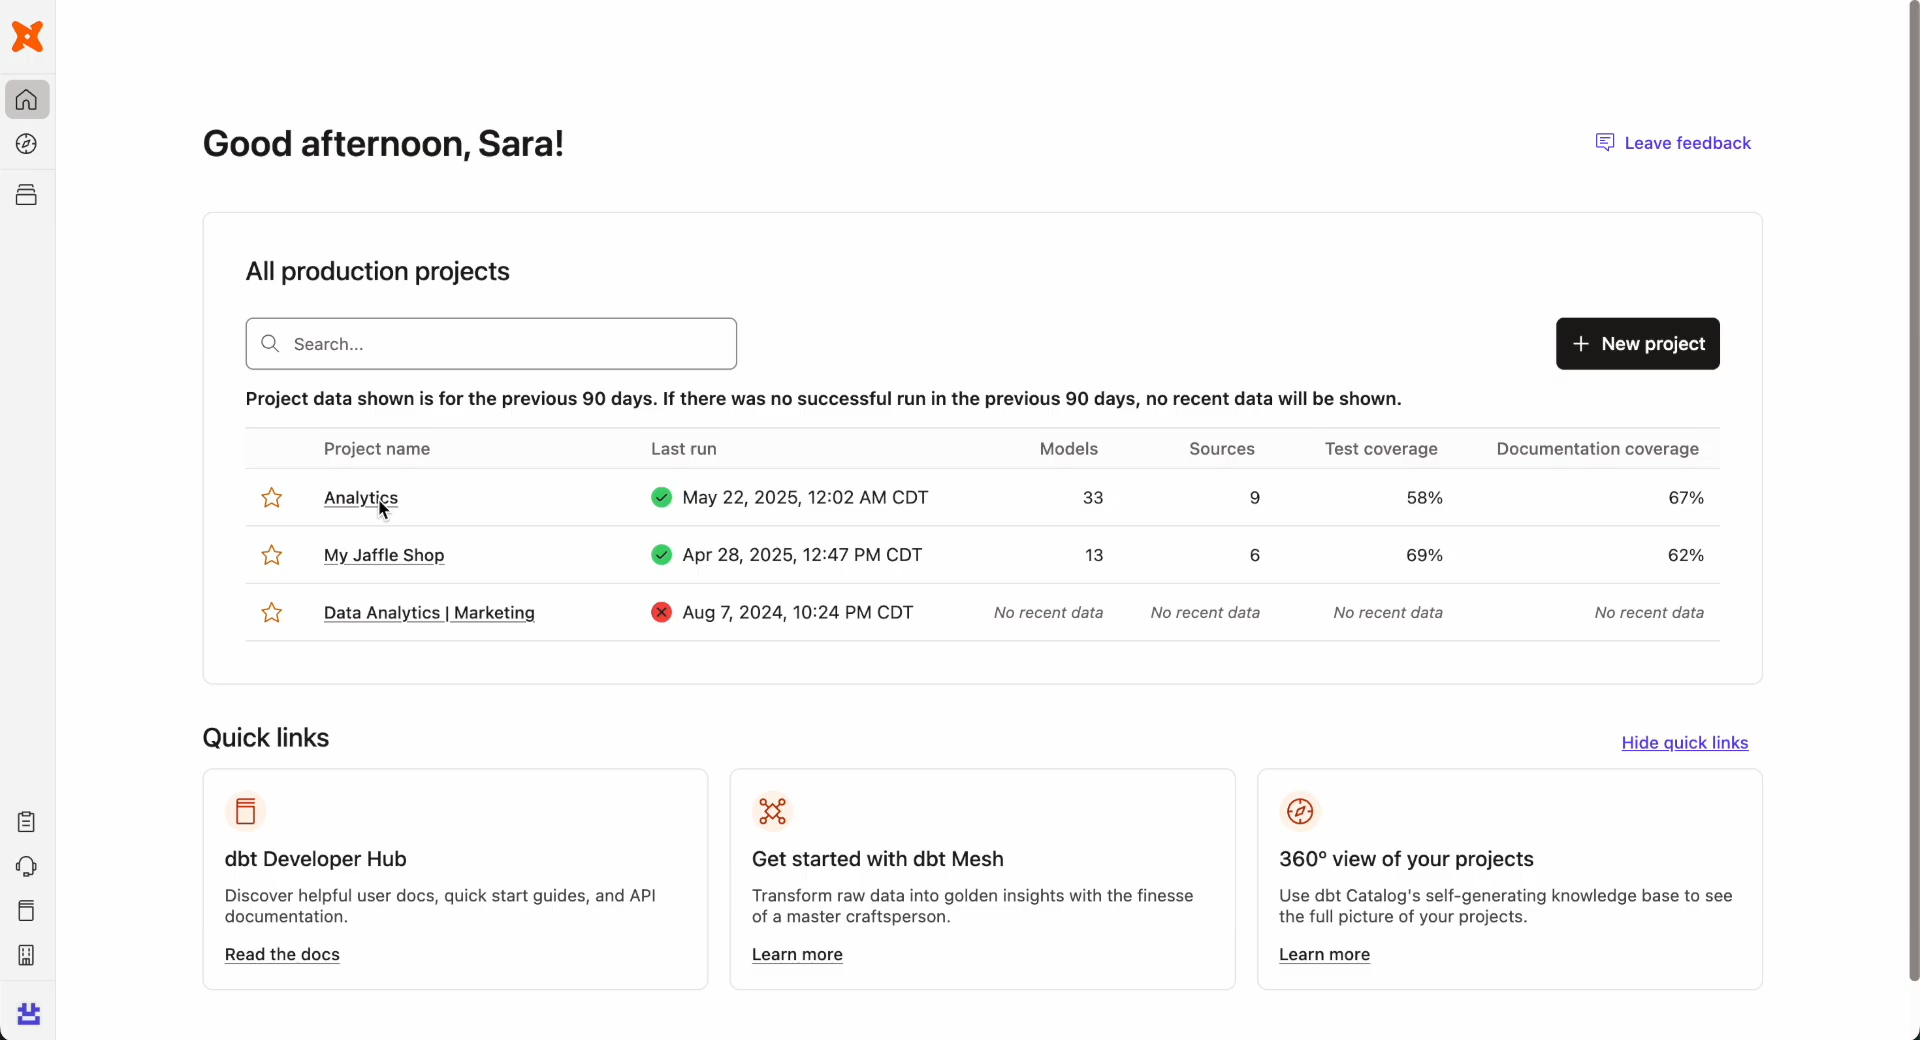 Good afternoon, Sara!
Leave feedback
All production projects
Search...
New project
Project data shown is for the previous 90 days. If there was no successful run in the previous 90 days, no recent data will be shown.
Project name Last run Models Sources Test coverage Documentation coverage
Analytics May 22, 2025, 12:02 AM CDT 33 9 58% 67%
My Jaffle Shop Apr 28, 2025, 12:47 PM CDT 13 6 69% 62%
Data Analytics | Marketing Aug 7, 2024, 10:24 PM CDT No recent data No recent data No recent data No recent data
Quick links
Hide quick links
dbt Developer Hub
Discover helpful user docs, quick start guides, and API
documentation.
Read the docs
Get started with dbt Mesh
Transform raw data into golden insights with the finesse
of a master craftsperson.
Learn more
360° view of your projects
Use dbt Catalog's self-generating knowledge base to see
the full picture of your projects.
Learn more